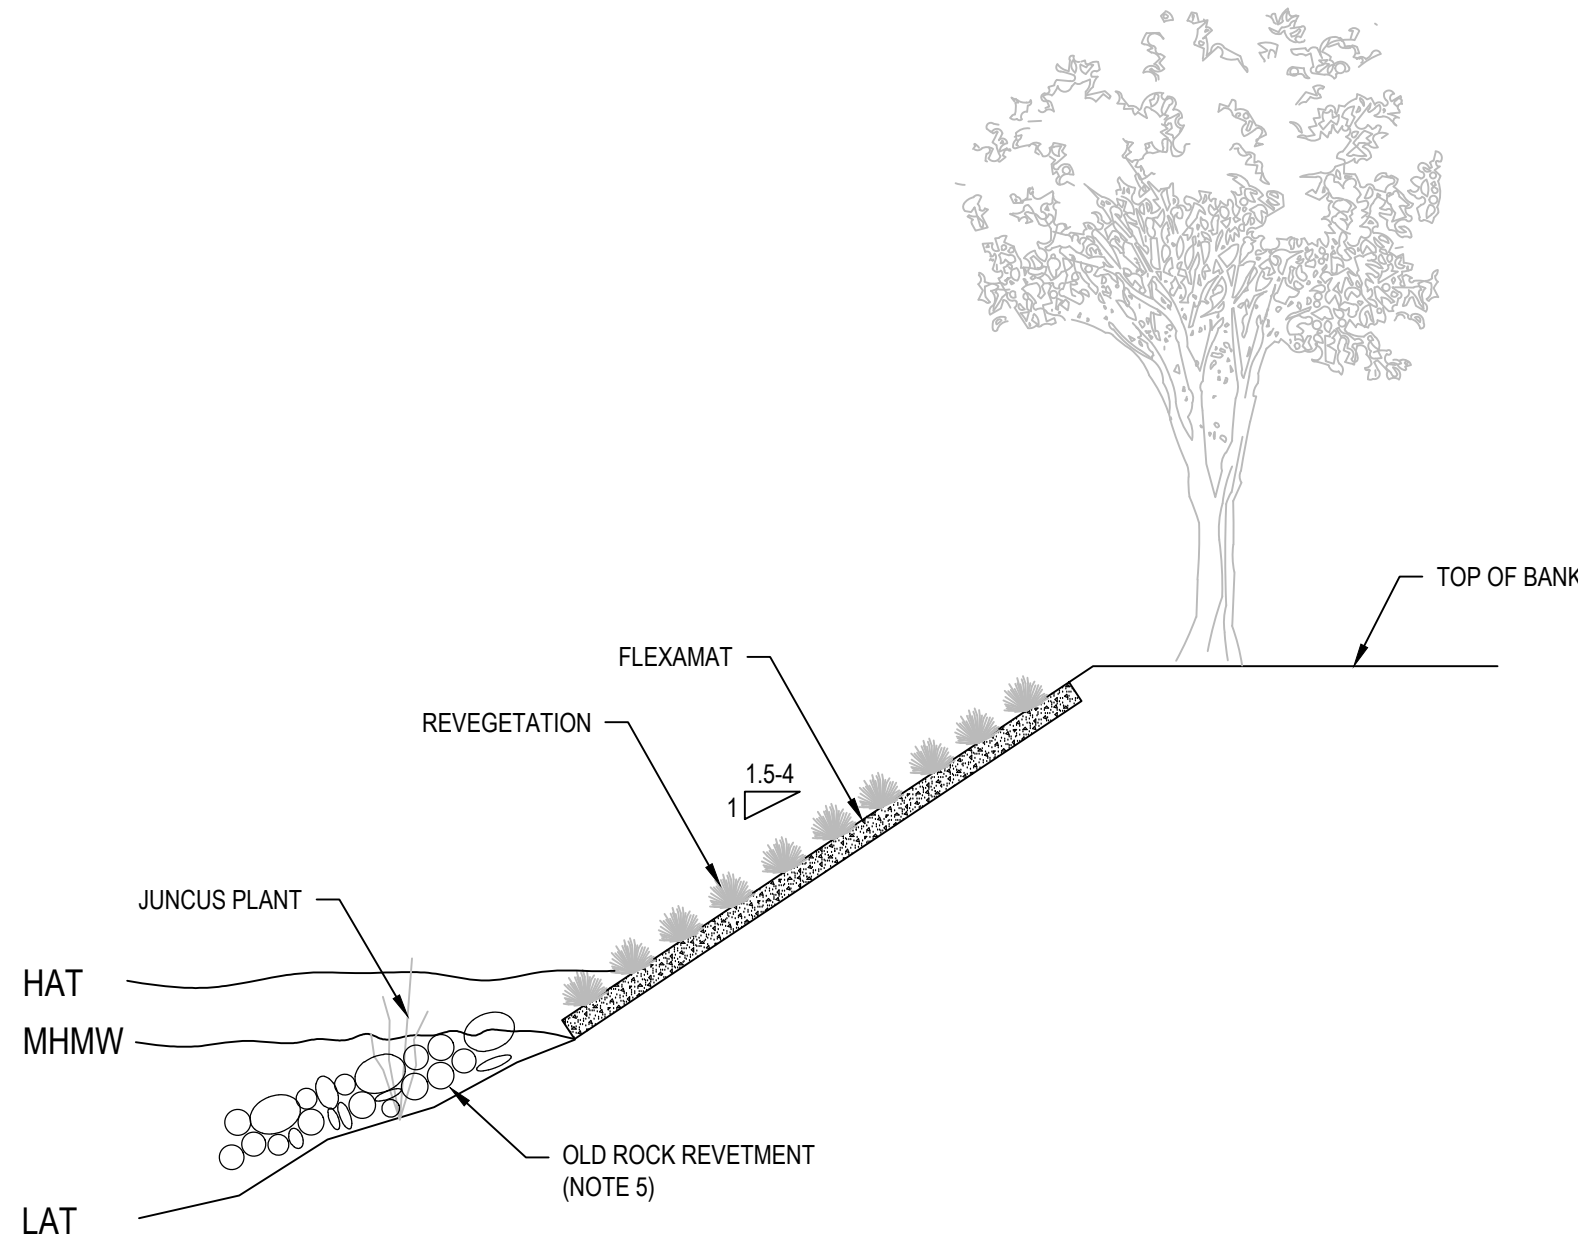 TOP OF BANK
FLEXAMAT
REVEGETATION
1.5-4
1
JUNCUS PLANT
HAT
MHMW
OLD ROCK REVETMENT
(NOTE 5)
LAT